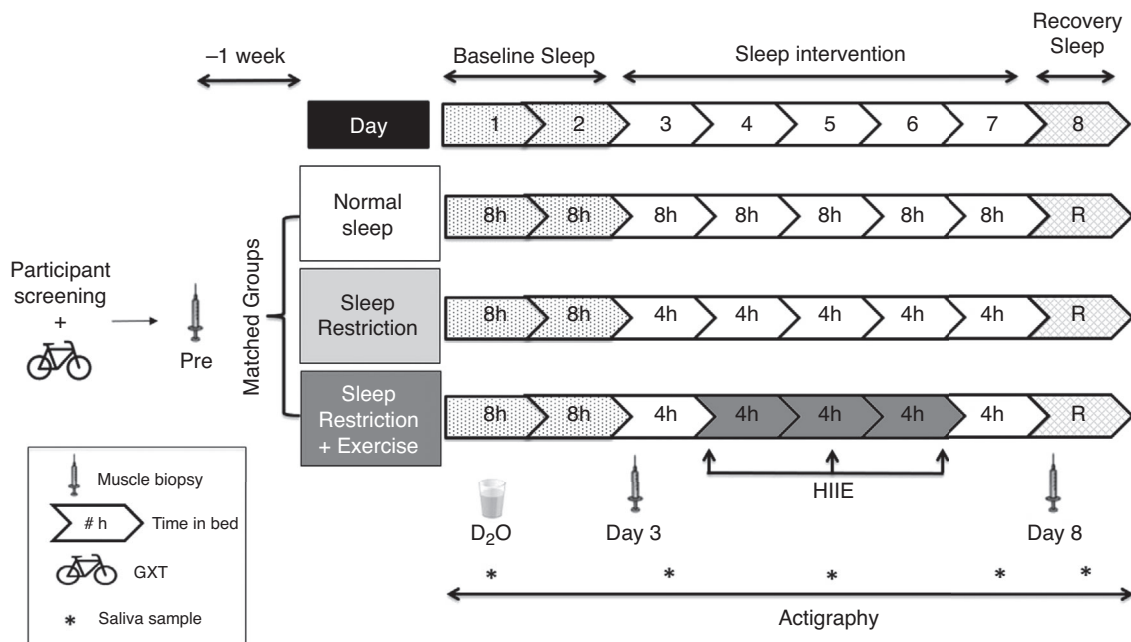 Recovery
Sleep
–1 week
Baseline Sleep
Sleep intervention
Day
1 2 3 4 5 6 7 8
Normal
sleep
8h 8h 8h 8h 8h 8h 8h R
Participant
screening
+
Pre
Matched Groups
Sleep
Restriction
8h 8h 4h 4h 4h 4h 4h R
Sleep
Restriction
+ Exercise
8h 8h 4h 4h 4h 4h 4h R
HIIE
D₂O
Day 3
Day 8
* * * * *
Actigraphy
Muscle biopsy
# h Time in bed
GXT
* Saliva sample